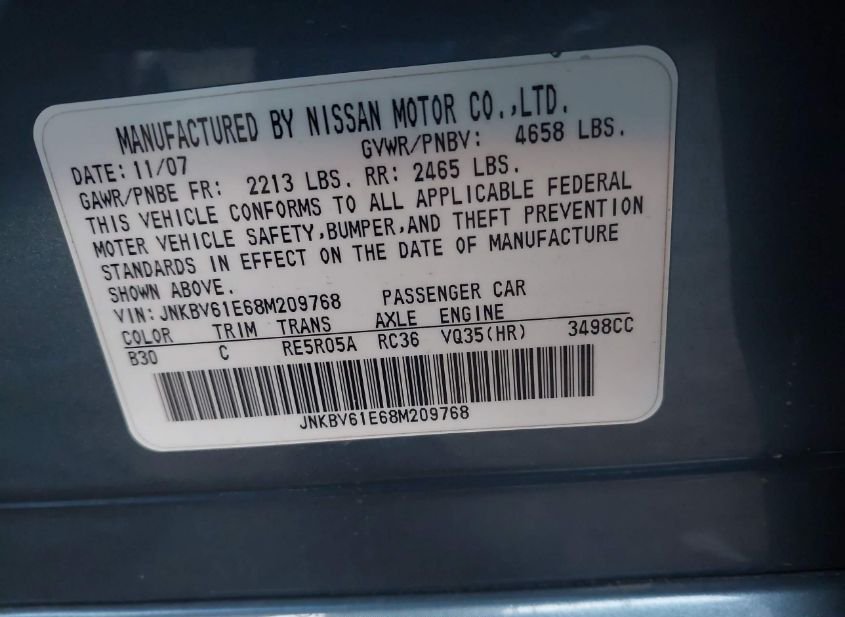 MANUFACTURED BY NISSAN MOTOR CO.,LTD.
DATE: 11/07 GVWR/PNBV: 4658 LBS.
GAWR/PNBE FR: 2213 LBS. RR: 2465 LBS.
THIS VEHICLE CONFORMS TO ALL APPLICABLE FEDERAL
MOTER VEHICLE SAFETY,BUMPER,AND THEFT PREVENTION
STANDARDS IN EFFECT ON THE DATE OF MANUFACTURE
SHOWN ABOVE.
VIN: JNKBV61E68M209768 PASSENGER CAR
COLOR TRIM TRANS AXLE ENGINE
B30 C RE5R05A RC36 VQ35(HR) 3498CC
JNKBV61E68M209768